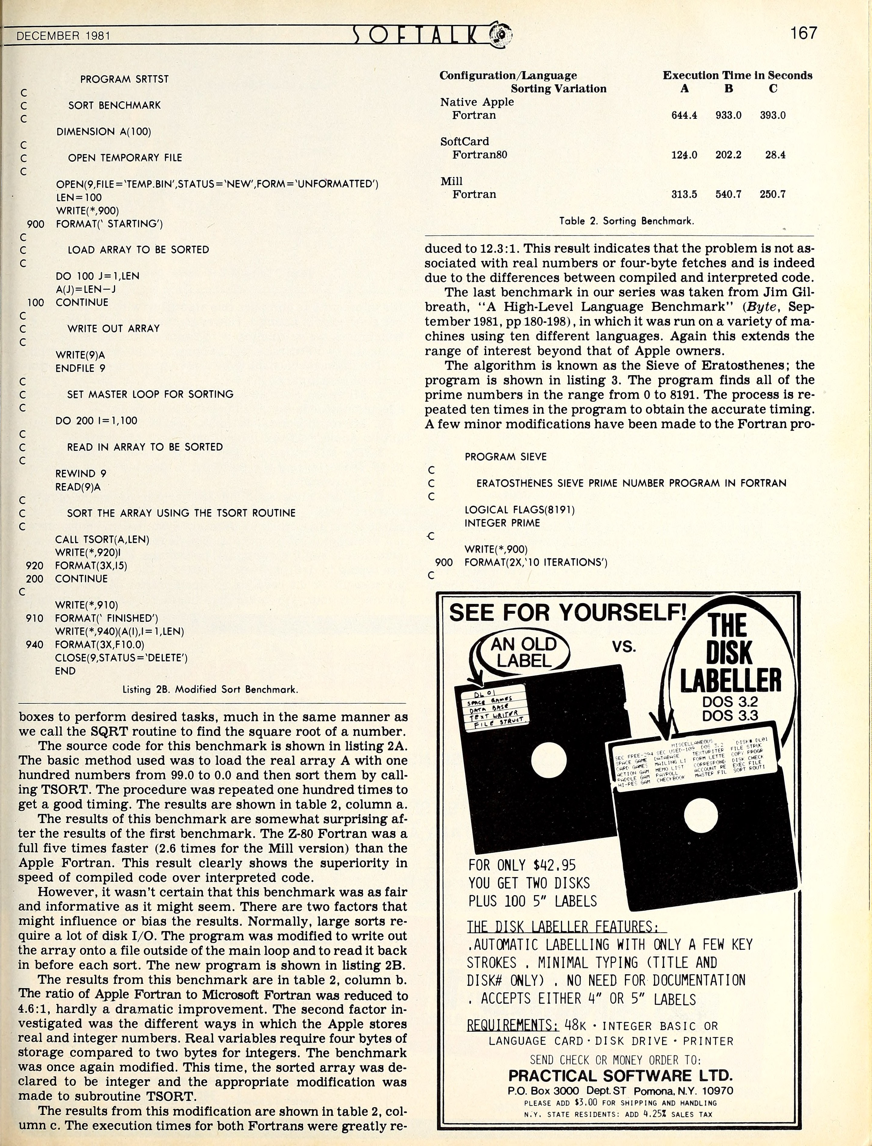 DECEMBER 1981
SOFTALK
167
PROGRAM SRTTST
C
C SORT BENCHMARK
C
DIMENSION A(100)
C
C OPEN TEMPORARY FILE
C
OPEN(9,FILE='TEMP.BIN',STATUS='NEW',FORM='UNFORMATTED')
LEN=100
WRITE(*,900)
900 FORMAT(' STARTING')
C
C LOAD ARRAY TO BE SORTED
C
DO 100 J=1,LEN
A(J)=LEN-J
100 CONTINUE
C
C WRITE OUT ARRAY
C
WRITE(9)A
ENDFILE 9
C
C SET MASTER LOOP FOR SORTING
C
DO 200 I=1,100
C
C READ IN ARRAY TO BE SORTED
C
REWIND 9
READ(9)A
C
C SORT THE ARRAY USING THE TSORT ROUTINE
C
CALL TSORT(A,LEN)
WRITE(*,920)I
920 FORMAT(3X,I5)
200 CONTINUE
C
WRITE(*,910)
910 FORMAT(' FINISHED')
WRITE(*,940)(A(I),I=1,LEN)
940 FORMAT(3X,F10.0)
CLOSE(9,STATUS='DELETE')
END
Listing 2B. Modified Sort Benchmark.
boxes to perform desired tasks, much in the same manner as
we call the SQRT routine to find the square root of a number.
The source code for this benchmark is shown in listing 2A.
The basic method used was to load the real array A with one
hundred numbers from 99.0 to 0.0 and then sort them by call-
ing TSORT. The procedure was repeated one hundred times to
get a good timing. The results are shown in table 2, column a.
The results of this benchmark are somewhat surprising af-
ter the results of the first benchmark. The Z-80 Fortran was a
full five times faster (2.6 times for the Mill version) than the
Apple Fortran. This result clearly shows the superiority in
speed of compiled code over interpreted code.
However, it wasn't certain that this benchmark was as fair
and informative as it might seem. There are two factors that
might influence or bias the results. Normally, large sorts re-
quire a lot of disk I/O. The program was modified to write out
the array onto a file outside of the main loop and to read it back
in before each sort. The new program is shown in listing 2B.
The results from this benchmark are in table 2, column b.
The ratio of Apple Fortran to Microsoft Fortran was reduced to
4.6:1, hardly a dramatic improvement. The second factor in-
vestigated was the different ways in which the Apple stores
real and integer numbers. Real variables require four bytes of
storage compared to two bytes for integers. The benchmark
was once again modified. This time, the sorted array was de-
clared to be integer and the appropriate modification was
made to subroutine TSORT.
The results from this modification are shown in table 2, col-
umn c. The execution times for both Fortrans were greatly re-
Configuration/Language Execution Time in Seconds
Sorting Variation A B C
Native Apple
Fortran 644.4 933.0 393.0
SoftCard
Fortran80 124.0 202.2 28.4
Mill
Fortran 313.5 540.7 250.7
Table 2. Sorting Benchmark.
duced to 12.3:1. This result indicates that the problem is not as-
sociated with real numbers or four-byte fetches and is indeed
due to the differences between compiled and interpreted code.
The last benchmark in our series was taken from Jim Gil-
breath, "A High-Level Language Benchmark" (Byte, Sep-
tember 1981, pp 180-198), in which it was run on a variety of ma-
chines using ten different languages. Again this extends the
range of interest beyond that of Apple owners.
The algorithm is known as the Sieve of Eratosthenes; the
program is shown in listing 3. The program finds all of the
prime numbers in the range from 0 to 8191. The process is re-
peated ten times in the program to obtain the accurate timing.
A few minor modifications have been made to the Fortran pro-
PROGRAM SIEVE
C
C ERATOSTHENES SIEVE PRIME NUMBER PROGRAM IN FORTRAN
C
LOGICAL FLAGS(8191)
INTEGER PRIME
C
WRITE(*,900)
900 FORMAT(2X,'10 ITERATIONS')
C
SEE FOR YOURSELF!
AN OLD
LABEL
VS.
THE
DISK
LABELLER
DOS 3.2
DOS 3.3
DL01
SPACE GAMES
DATA BASE
TEXT WRITER
FILE STRUCT.
MISCELLANEOUS DISK# DL01
FOR ONLY $42.95
YOU GET TWO DISKS
PLUS 100 5" LABELS
THE DISK LABELLER FEATURES:
.AUTOMATIC LABELLING WITH ONLY A FEW KEY
STROKES . MINIMAL TYPING (TITLE AND
DISK# ONLY) . NO NEED FOR DOCUMENTATION
. ACCEPTS EITHER 4" OR 5" LABELS
REQUIREMENTS: 48K · INTEGER BASIC OR
LANGUAGE CARD · DISK DRIVE · PRINTER
SEND CHECK OR MONEY ORDER TO:
PRACTICAL SOFTWARE LTD.
P.O. Box 3000 Dept. ST Pomona, N.Y. 10970
PLEASE ADD $3.00 FOR SHIPPING AND HANDLING
N.Y. STATE RESIDENTS: ADD 4.25% SALES TAX